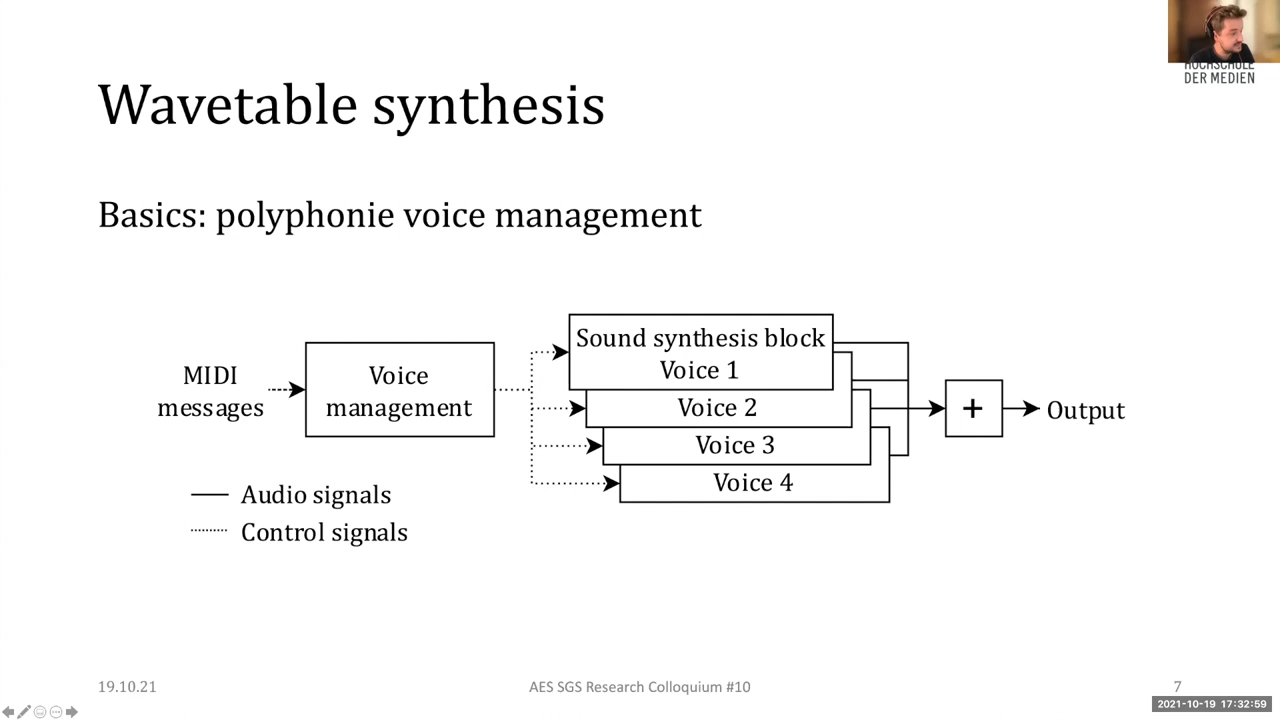 HOCHSCHULE
DER MEDIEN
Wavetable synthesis
Basics: polyphonie voice management
MIDI
messages
Voice
management
Sound synthesis block
Voice 1
Voice 2
Voice 3
Voice 4
+
Output
Audio signals
Control signals
19.10.21
AES SGS Research Colloquium #10
7
2021-10-19 17:32:59